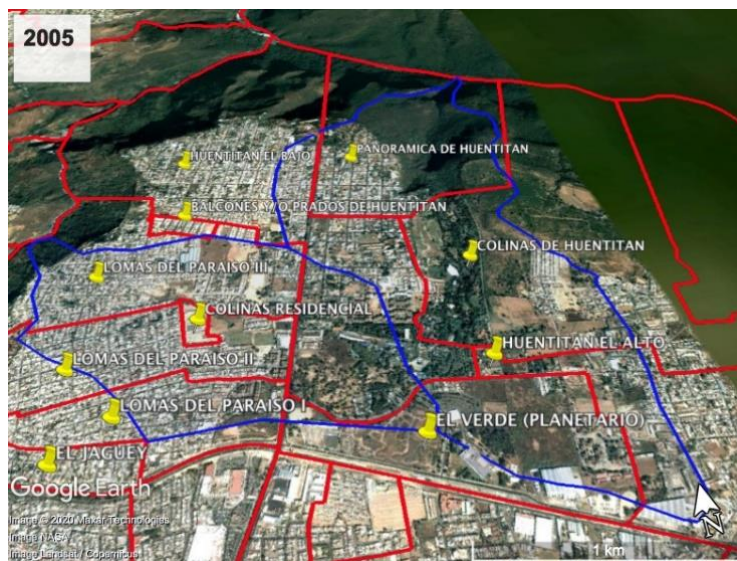 2005
HUENTITAN EL BAJO
PANORAMICA DE HUENTITAN
BALCONES Y/O PRADOS DE HUENTITAN
COLINAS DE HUENTITAN
LOMAS DEL PARAISO III
COLINAS RESIDENCIAL
HUENTITAN EL ALTO
LOMAS DEL PARAISO II
LOMAS DEL PARAISO I
EL VERDE (PLANETARIO)
EL JAGUEY
Google Earth
Image © 2020 Maxar Technologies
Image NASA
Image Landsat / Copernicus
1 km
N